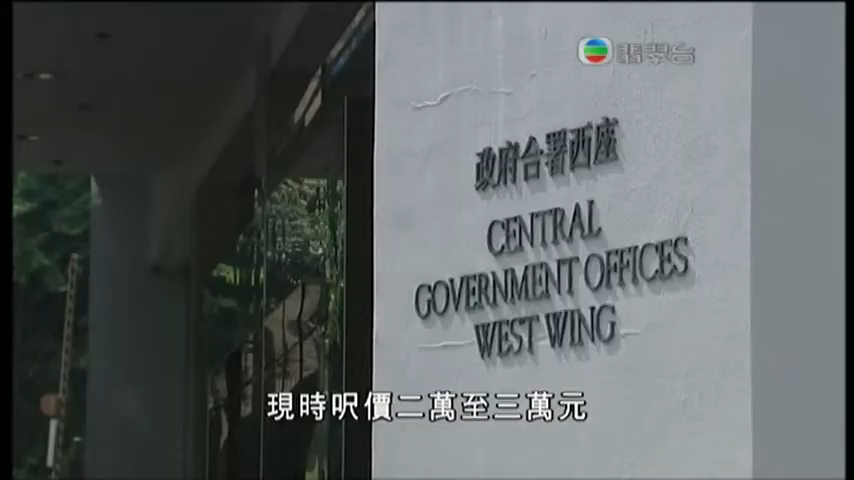 翡翠台
政府合署西座
CENTRAL
GOVERNMENT OFFICES
WEST WING
現時呎價二萬至三萬元